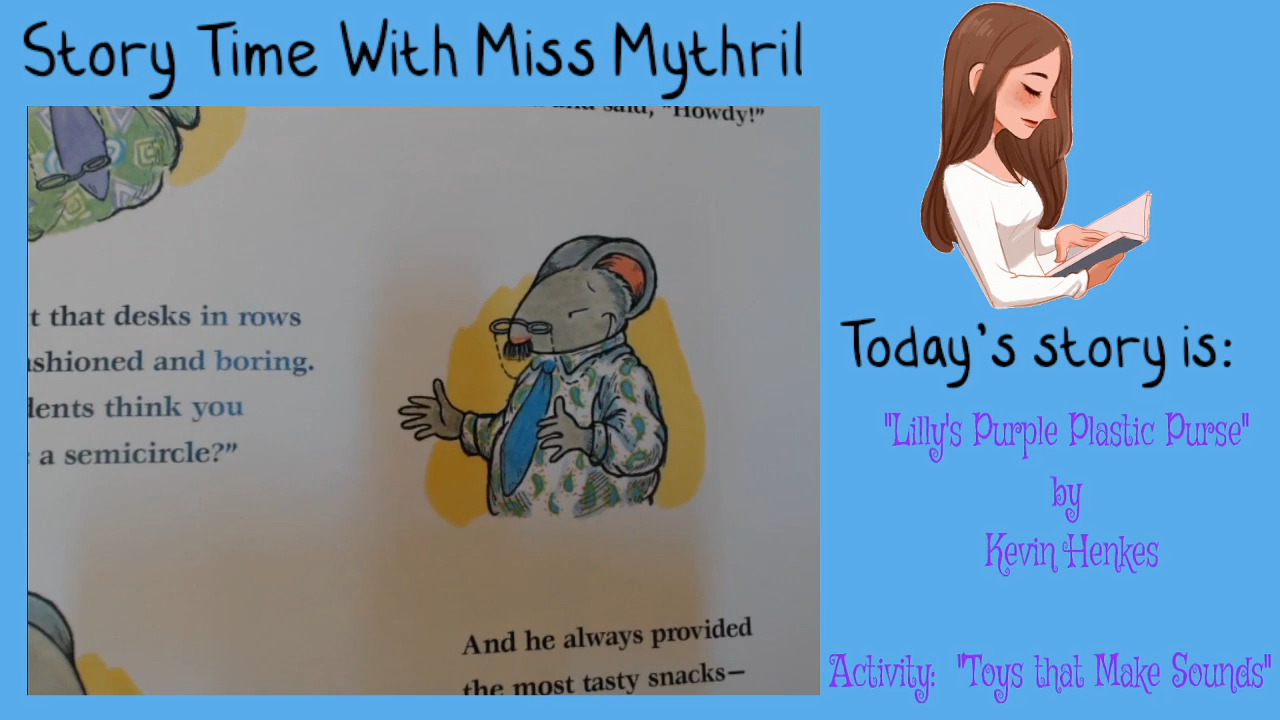 Story Time With Miss Mythril
said, "Howdy!"
t that desks in rows
ashioned and boring.
dents think you
a semicircle?"
And he always provided
the most tasty snacks—
Today's story is:
"Lilly's Purple Plastic Purse"
by
Kevin Henkes
Activity: "Toys that Make Sounds"